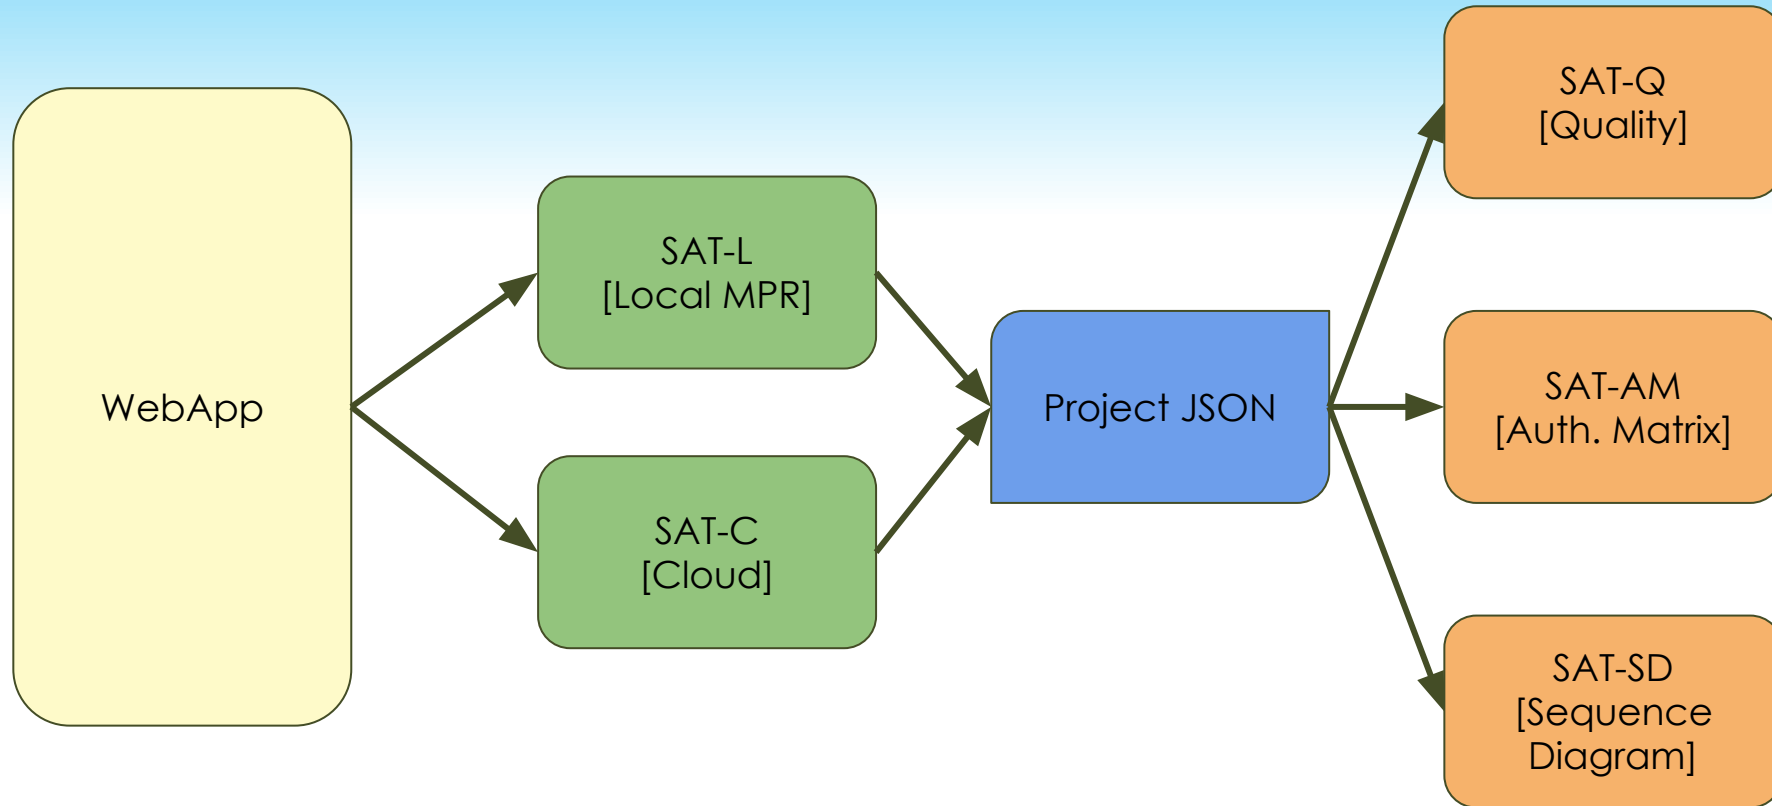 WebApp
SAT-L
[Local MPR]
SAT-C
[Cloud]
Project JSON
SAT-Q
[Quality]
SAT-AM
[Auth. Matrix]
SAT-SD
[Sequence
Diagram]